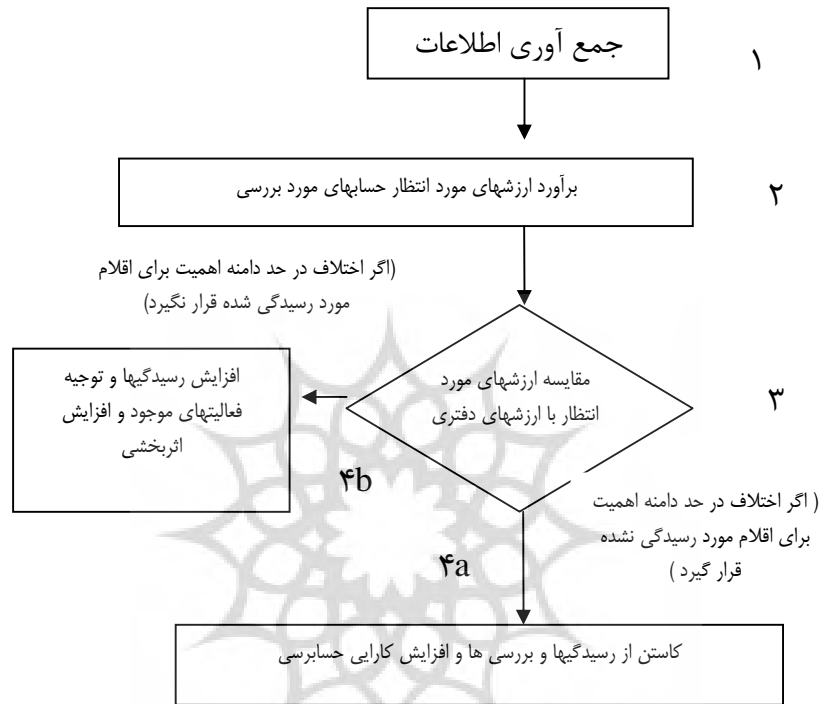 جمع آوری اطلاعات
۱
برآورد ارزشهای مورد انتظار حسابهای مورد بررسی
۲
(اگر اختلاف در حد دامنه اهمیت برای اقلام
مورد رسیدگی شده قرار نگیرد)
مقایسه ارزشهای مورد
انتظار با ارزشهای دفتری
۳
افزایش رسیدگیها و توجیه
فعالیتهای موجود و افزایش
اثربخشی
۴b
( اگر اختلاف در حد دامنه اهمیت
برای اقلام مورد رسیدگی نشده
قرار گیرد )
۴a
کاستن از رسیدگیها و بررسی ها و افزایش کارایی حسابرسی